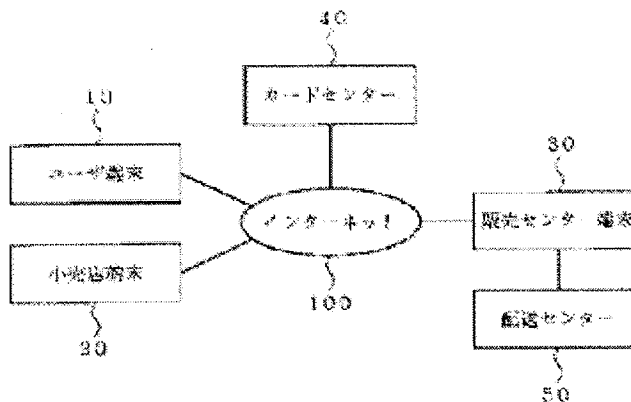 40
カードセンター
10
ユーザ端末
30
インターネット
販売センター端末
小売店端末
100
20
配送センター
50